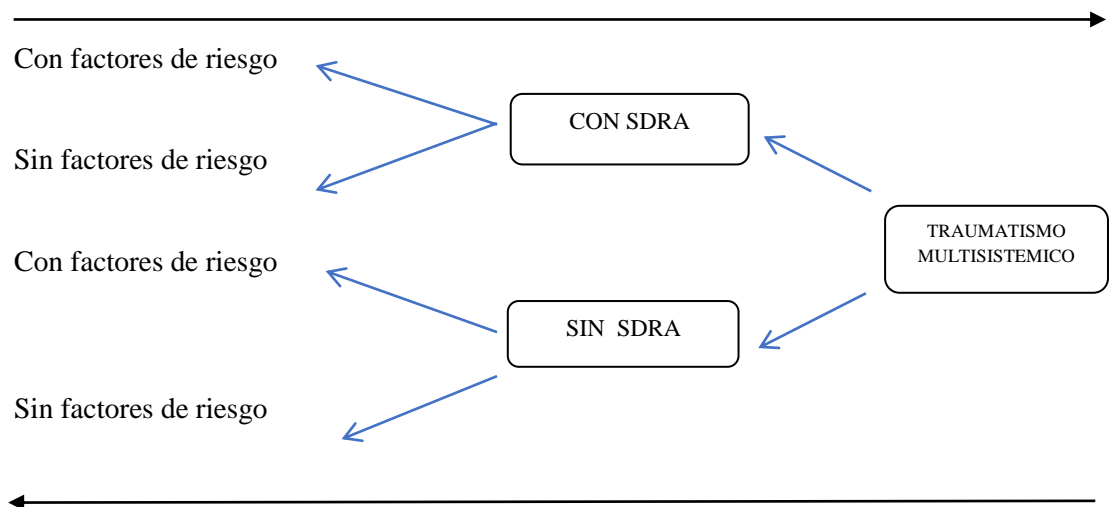 Con factores de riesgo
CON SDRA
Sin factores de riesgo
TRAUMATISMO
MULTISISTEMICO
Con factores de riesgo
SIN SDRA
Sin factores de riesgo